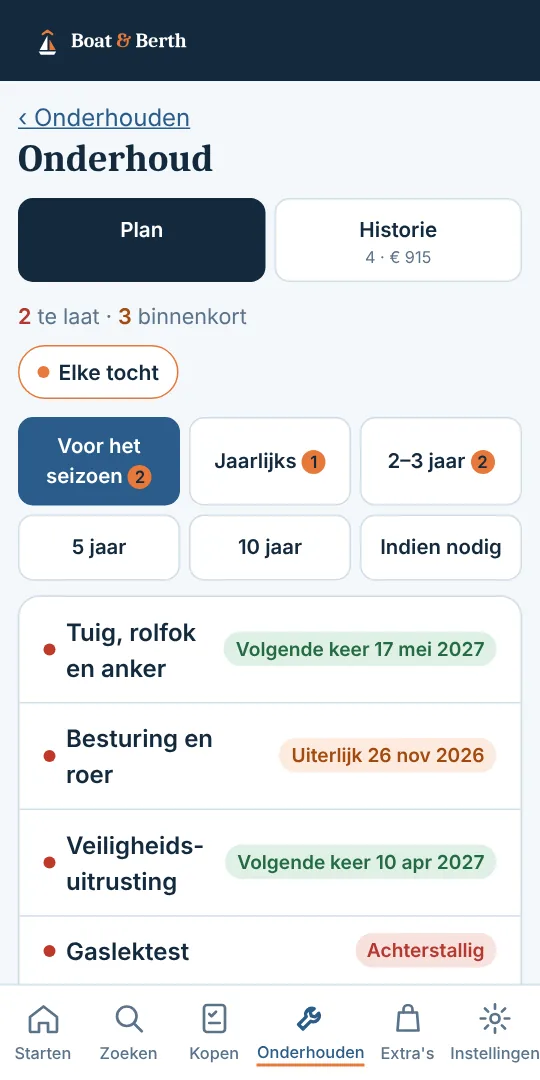 Boat & Berth
‹ Onderhouden
Onderhoud
Plan
Historie
4 · € 915
2 te laat · 3 binnenkort
Elke tocht
Voor het
seizoen 2
Jaarlijks 1
2–3 jaar 2
5 jaar
10 jaar
Indien nodig
Tuig, rolfok
en anker
Volgende keer 17 mei 2027
Besturing en
roer
Uiterlijk 26 nov 2026
Veiligheids-
uitrusting
Volgende keer 10 apr 2027
Gaslektest
Achterstallig
Starten
Zoeken
Kopen
Onderhouden
Extra's
Instellingen